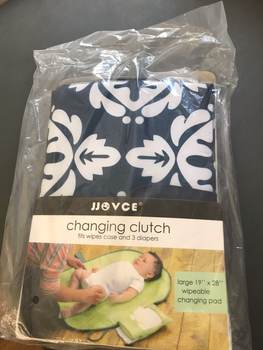 JJOVCE
changing clutch
fits wipes case and 3 diapers
large 19" x 28"
wipeable
changing pad